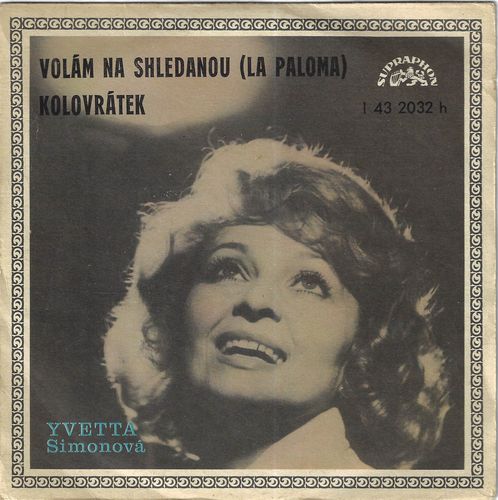 VOLÁM NA SHLEDANOU (LA PALOMA)
KOLOVRÁTEK
SUPRAPHON
1 43 2032 h
YVETTA
Simonová